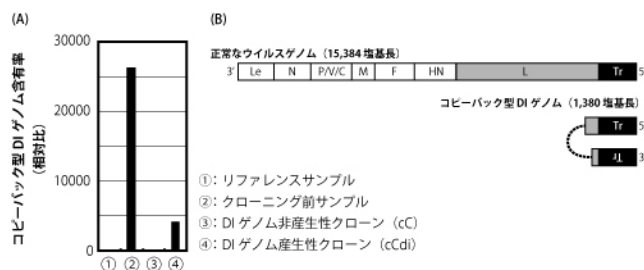 (A)
コピーバック型 DI ゲノム含有率
(相対比)
30000
20000
10000
0
① ② ③ ④
①：リファレンスサンプル
②：クローニング前サンプル
③：DI ゲノム非産生性クローン（cC）
④：DI ゲノム産生性クローン（cCdi）
(B)
正常なウイルスゲノム（15,384 塩基長）
3′ Le N P/V/C M F HN L Tr 5
コピーバック型 DI ゲノム（1,380 塩基長）
Tr 5
Tr 3